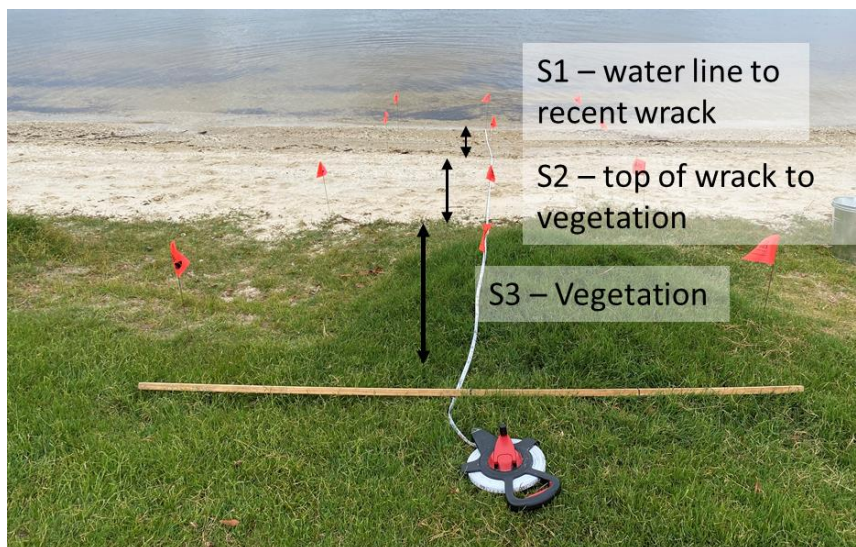 S1 – water line to
recent wrack
S2 – top of wrack to
vegetation
S3 – Vegetation